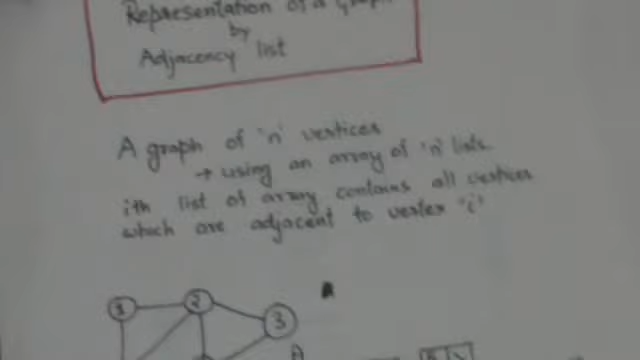 Representation of a Graph
by
Adjacency list
A graph of 'n' vertices
→ using an array of 'n' lists
ith list of array contains all vertices
which are adjacent to vertex 'i'
1 2
3
A